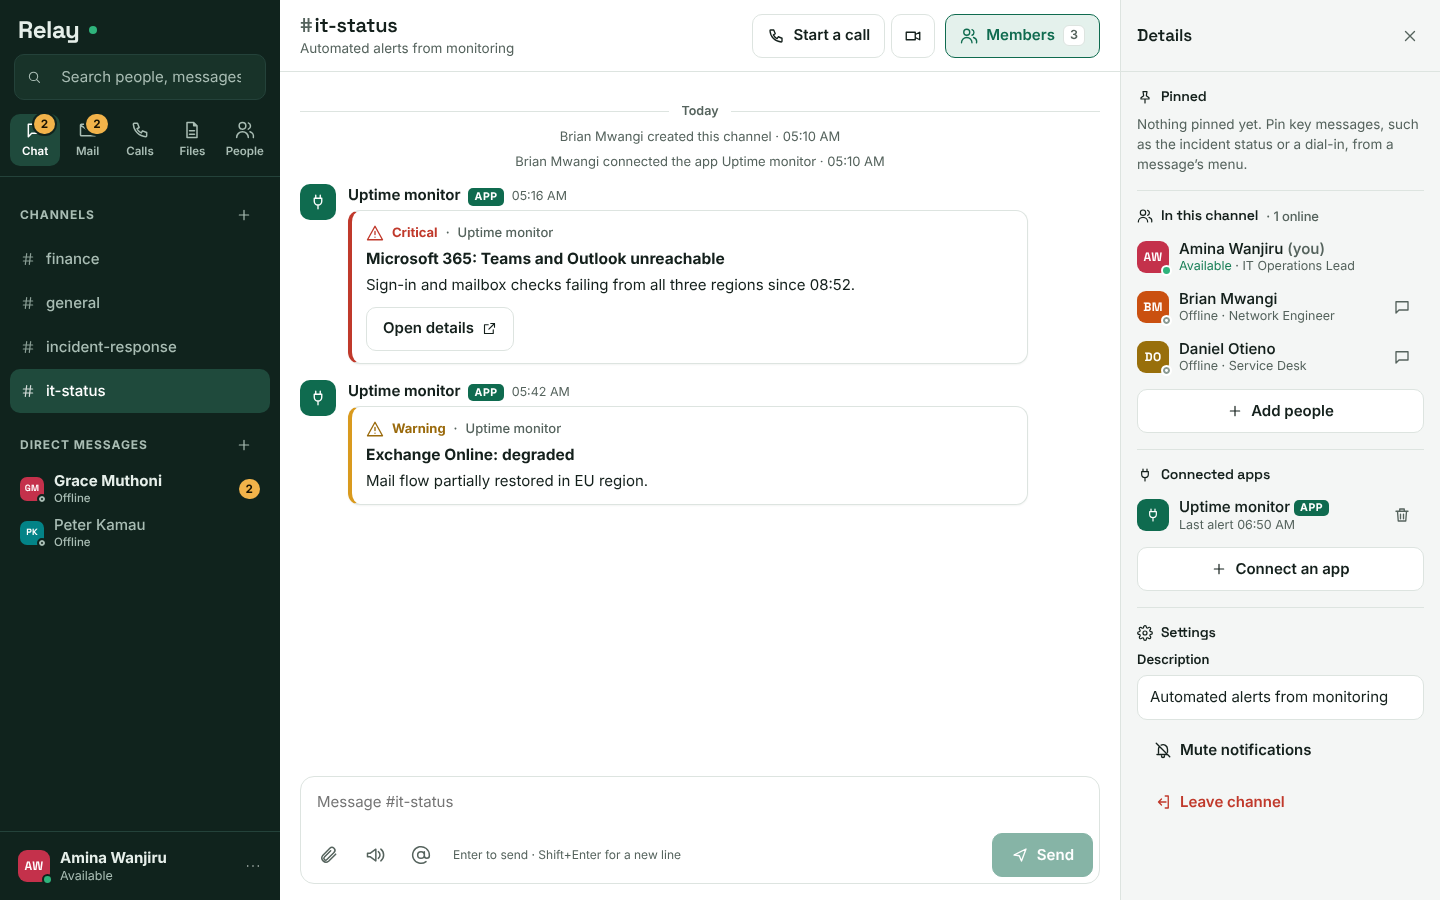 Relay
Search people, messages
2
Chat
2
Mail
Calls
Files
People
CHANNELS
# finance
# general
# incident-response
# it-status
DIRECT MESSAGES
GM
Grace Muthoni
Offline
2
PK
Peter Kamau
Offline
AW
Amina Wanjiru
Available
#it-status
Automated alerts from monitoring
Start a call
Members 3
Today
Brian Mwangi created this channel · 05:10 AM
Brian Mwangi connected the app Uptime monitor · 05:10 AM
Uptime monitor APP 05:16 AM
Critical · Uptime monitor
Microsoft 365: Teams and Outlook unreachable
Sign-in and mailbox checks failing from all three regions since 08:52.
Open details
Uptime monitor APP 05:42 AM
Warning · Uptime monitor
Exchange Online: degraded
Mail flow partially restored in EU region.
Message #it-status
Enter to send · Shift+Enter for a new line
Send
Details
Pinned
Nothing pinned yet. Pin key messages, such
as the incident status or a dial-in, from a
message’s menu.
In this channel · 1 online
AW
Amina Wanjiru (you)
Available · IT Operations Lead
BM
Brian Mwangi
Offline · Network Engineer
DO
Daniel Otieno
Offline · Service Desk
Add people
Connected apps
Uptime monitor APP
Last alert 06:50 AM
Connect an app
Settings
Description
Automated alerts from monitoring
Mute notifications
Leave channel